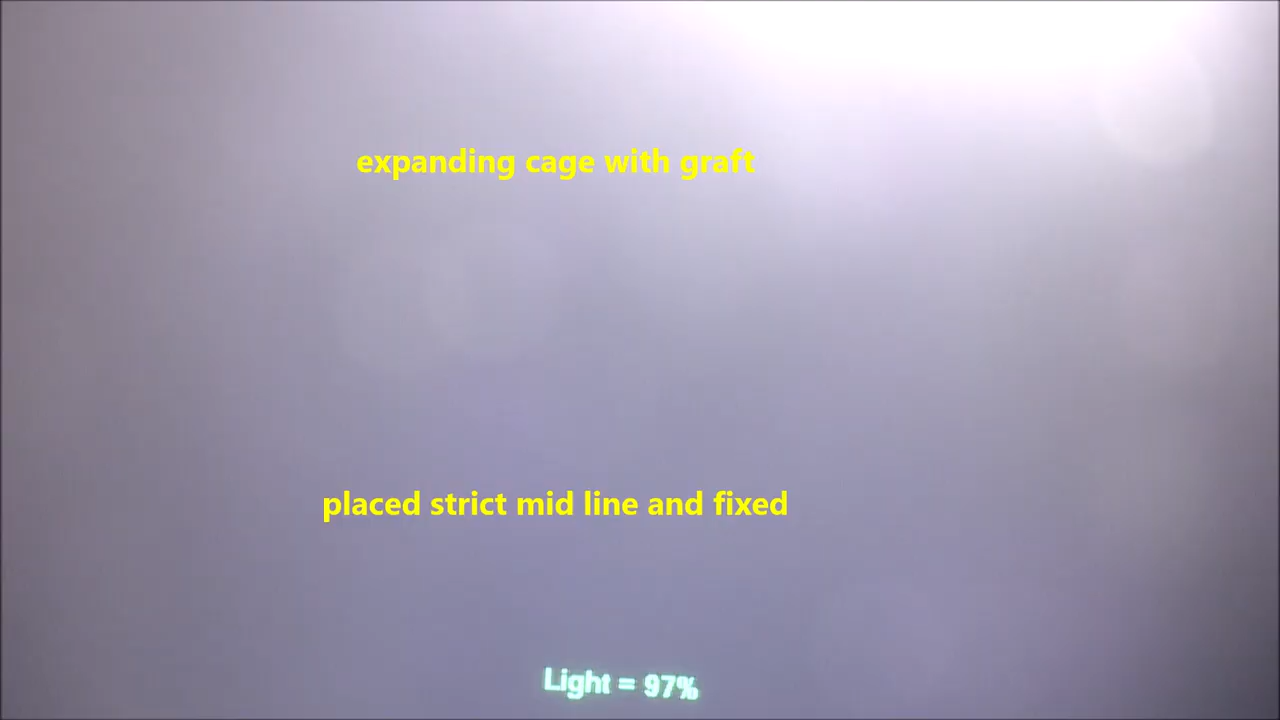 expanding cage with graft
placed strict mid line and fixed
Light = 97%